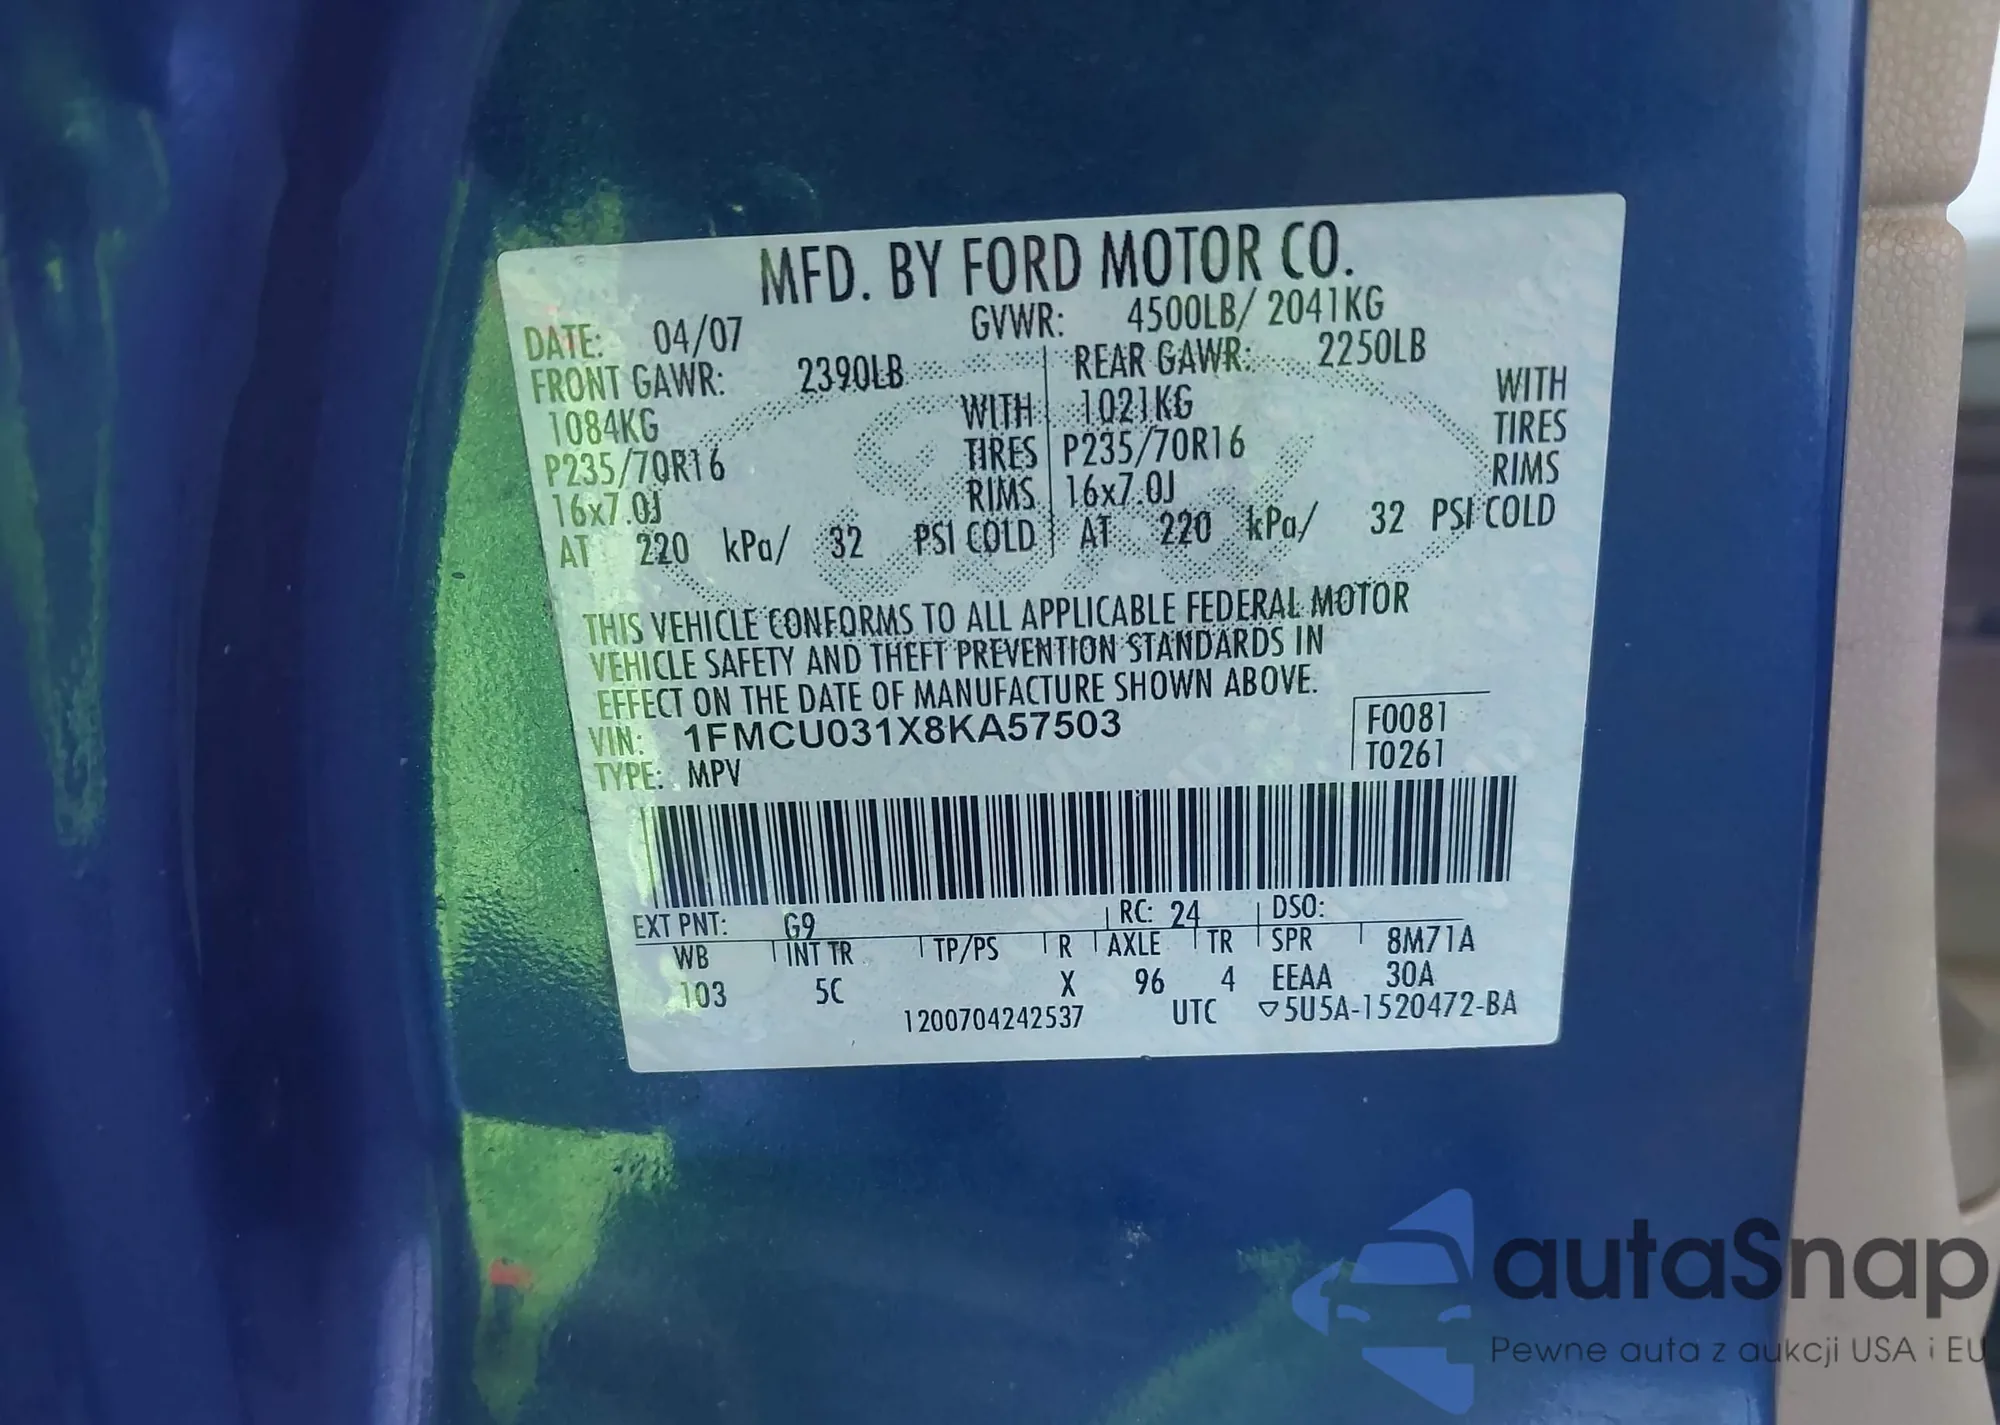 MFD. BY FORD MOTOR CO.
DATE: 04/07 GVWR: 4500LB/ 2041KG
FRONT GAWR: 2390LB REAR GAWR: 2250LB
1084KG WITH 1021KG WITH
P235/70R16 TIRES P235/70R16 TIRES
16x7.0J RIMS 16x7.0J RIMS
AT 220 kPa/ 32 PSI COLD AT 220 kPa/ 32 PSI COLD
THIS VEHICLE CONFORMS TO ALL APPLICABLE FEDERAL MOTOR
VEHICLE SAFETY AND THEFT PREVENTION STANDARDS IN
EFFECT ON THE DATE OF MANUFACTURE SHOWN ABOVE.
VIN: 1FMCU031X8KA57503 F0081
TYPE: MPV T0261
EXT PNT: G9 RC: 24 DSO:
WB INT TR TP/PS R AXLE TR SPR 8M71A
103 5C X 96 4 EEAA 30A
1200704242537 UTC ▽5U5A-1520472-BA
autaSnap
Pewne auta z aukcji USA i EU